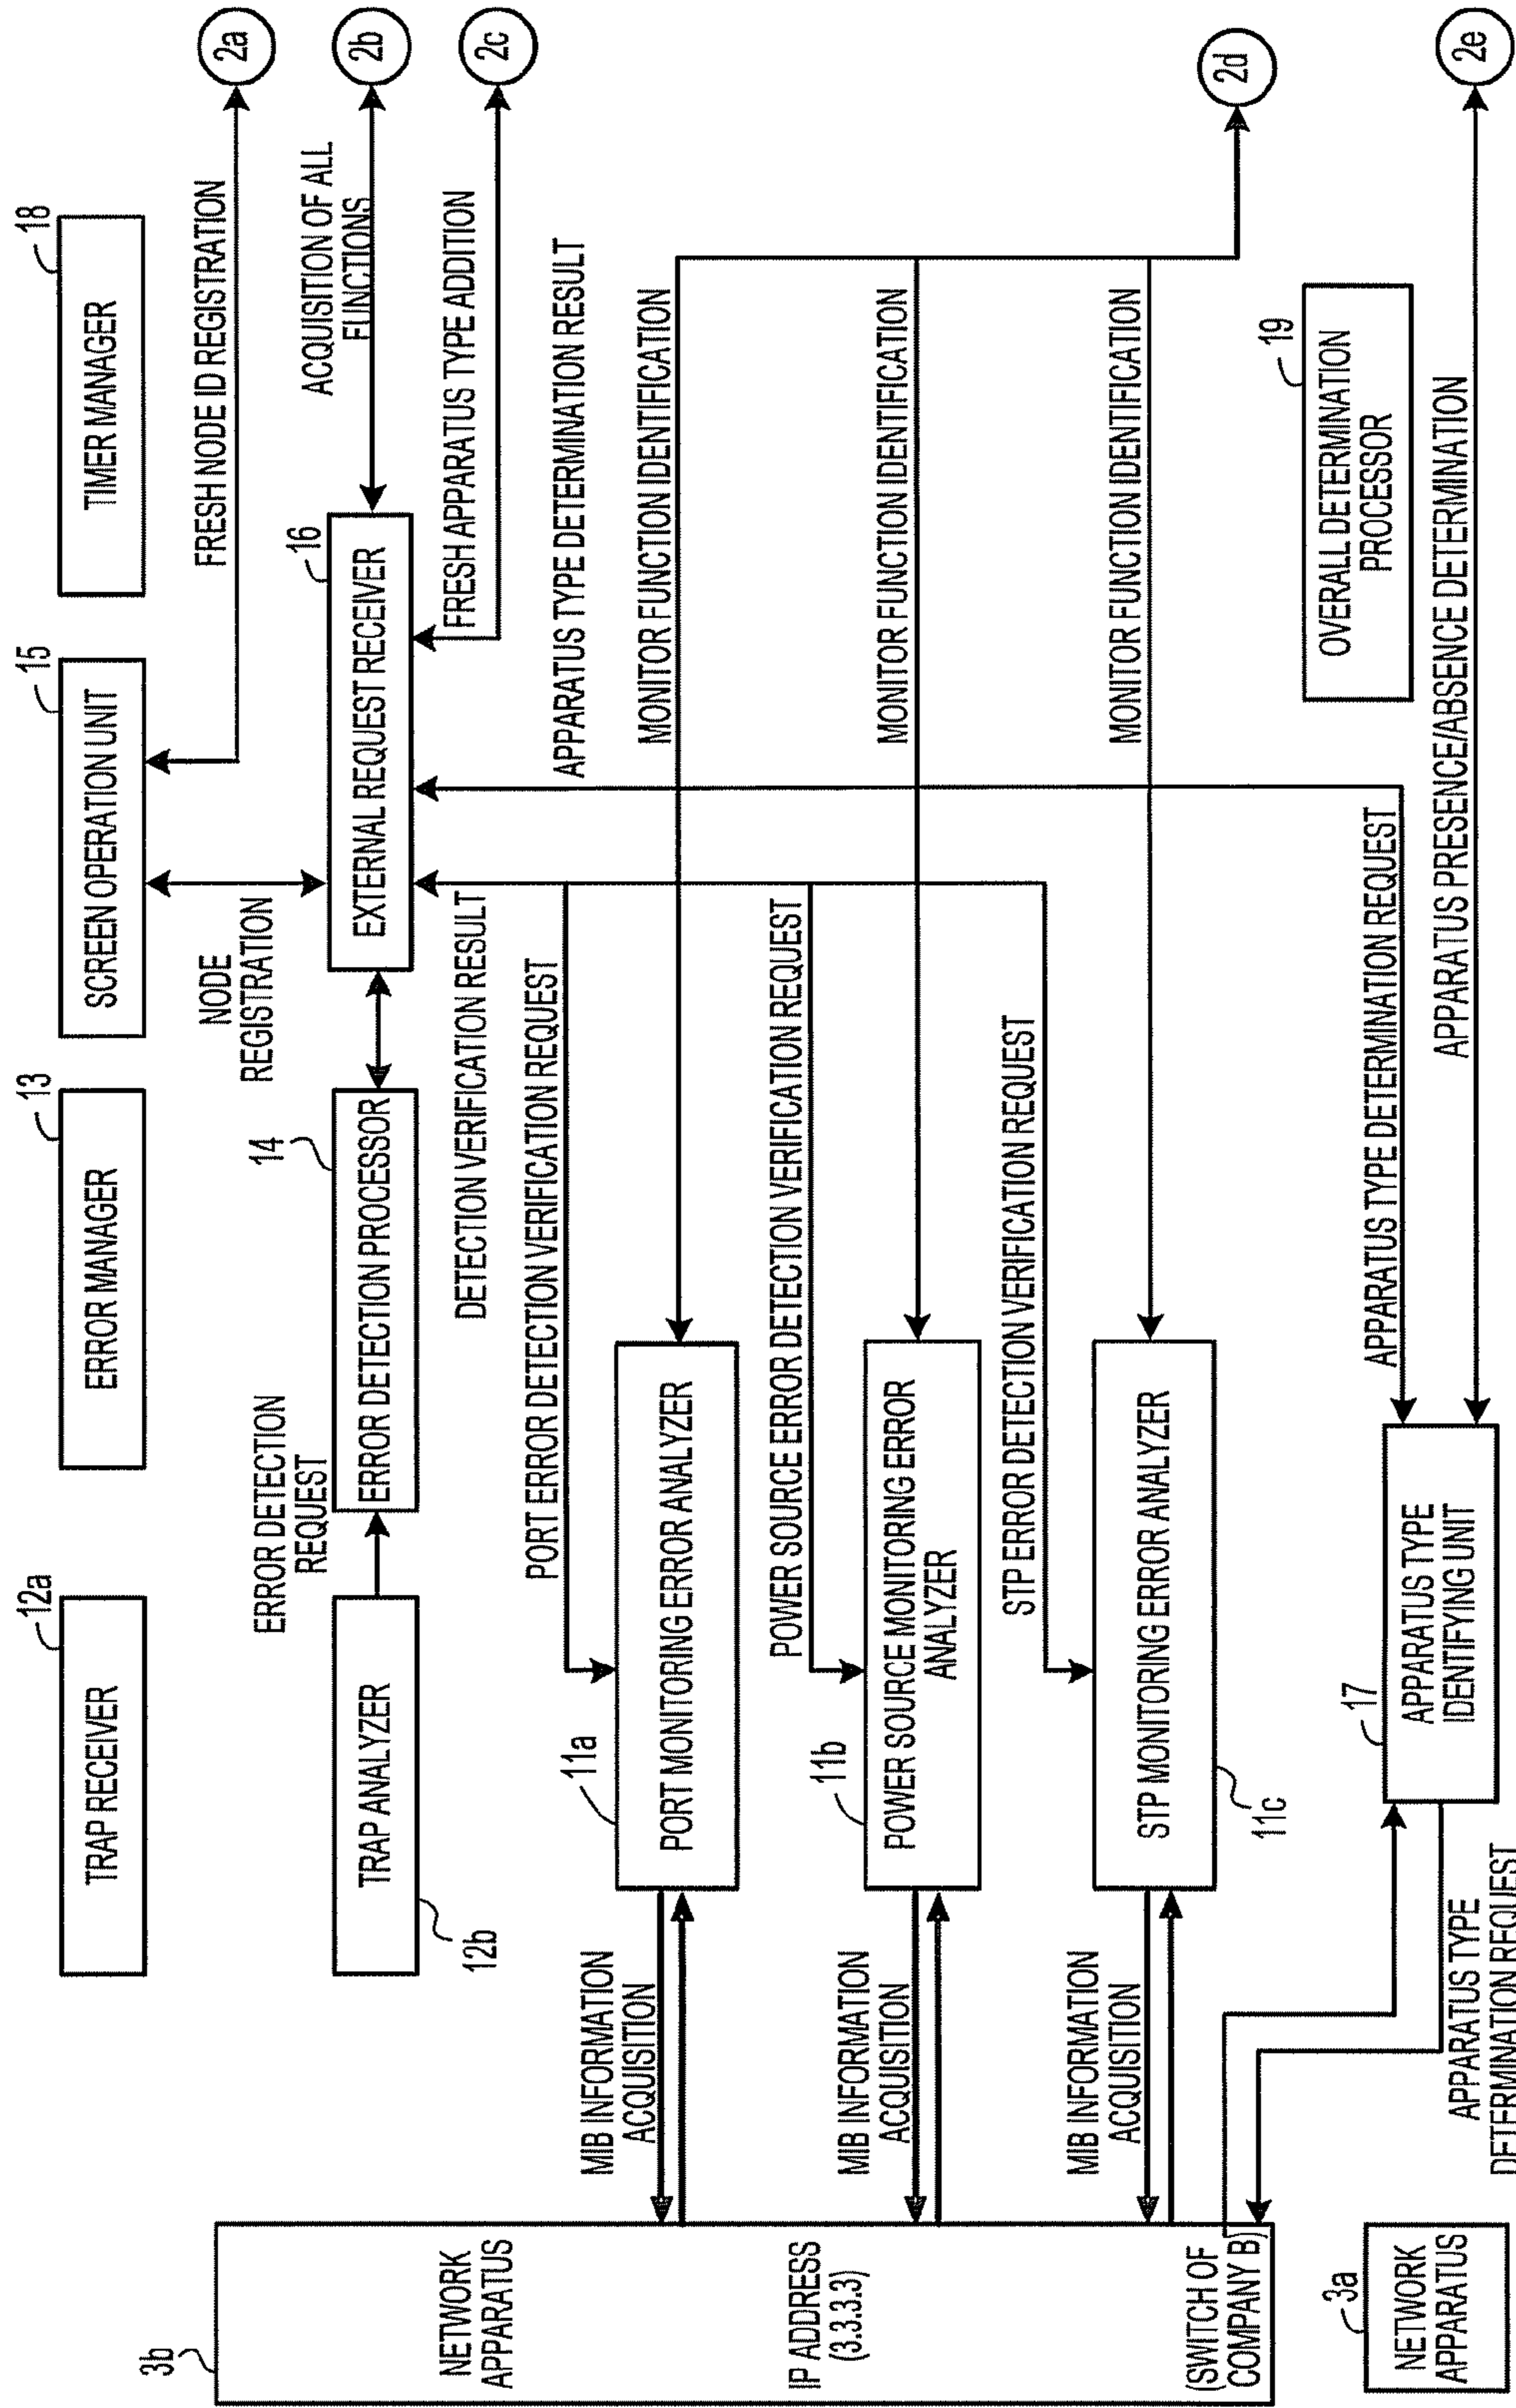 12a
TRAP RECEIVER
13
ERROR MANAGER
15
SCREEN OPERATION UNIT
18
TIMER MANAGER
FRESH NODE ID REGISTRATION
2a
NODE
REGISTRATION
ERROR DETECTION
REQUEST
TRAP ANALYZER
12b
14
ERROR DETECTION PROCESSOR
16
EXTERNAL REQUEST RECEIVER
ACQUISITION OF ALL
FUNCTIONS
2b
DETECTION VERIFICATION RESULT
FRESH APPARATUS TYPE ADDITION
2c
APPARATUS TYPE DETERMINATION RESULT
PORT ERROR DETECTION VERIFICATION REQUEST
3b
NETWORK
APPARATUS
IP ADDRESS
(3.3.3.3)
(SWITCH OF
COMPANY B)
MIB INFORMATION
ACQUISITION
11a
PORT MONITORING ERROR ANALYZER
MONITOR FUNCTION IDENTIFICATION
POWER SOURCE ERROR DETECTION VERIFICATION REQUEST
MIB INFORMATION
ACQUISITION
11b
POWER SOURCE MONITORING ERROR
ANALYZER
MONITOR FUNCTION IDENTIFICATION
STP ERROR DETECTION VERIFICATION REQUEST
MIB INFORMATION
ACQUISITION
STP MONITORING ERROR ANALYZER
11c
MONITOR FUNCTION IDENTIFICATION
2d
19
OVERALL DETERMINATION
PROCESSOR
APPARATUS TYPE DETERMINATION REQUEST
17
APPARATUS TYPE
IDENTIFYING UNIT
APPARATUS PRESENCE/ABSENCE DETERMINATION
2e
APPARATUS TYPE
DETERMINATION REQUEST
3a
NETWORK
APPARATUS